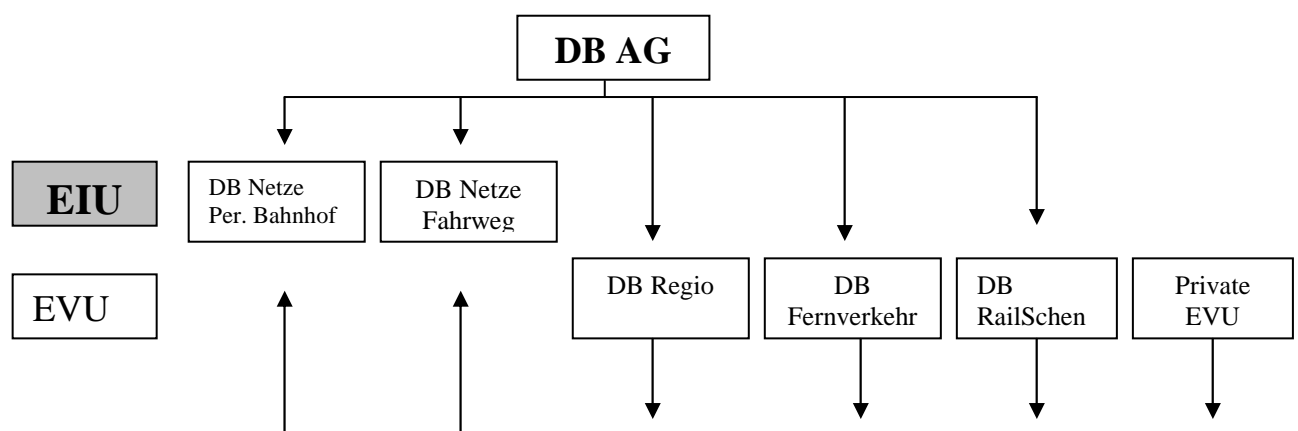 DB AG
EIU
DB Netze
Per. Bahnhof
DB Netze
Fahrweg
EVU
DB Regio
DB
Fernverkehr
DB
RailSchen
Private
EVU